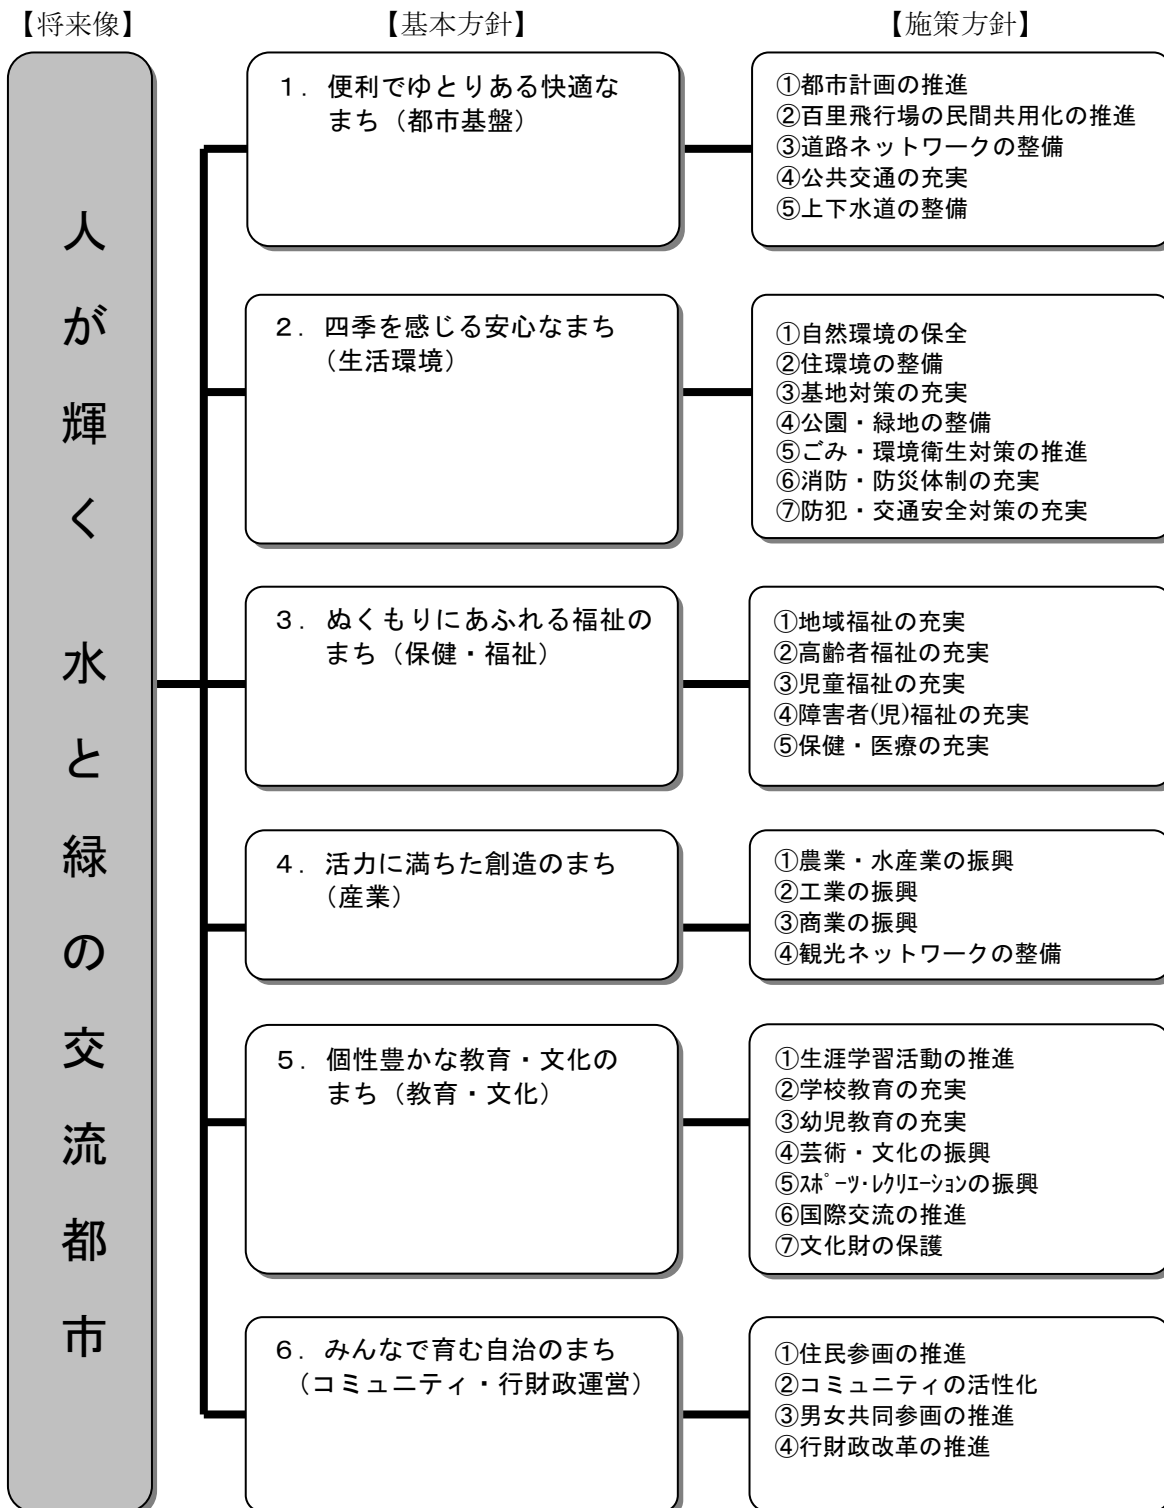 【将来像】
【基本方針】
【施策方針】
人が輝く 水と緑の交流都市
１．便利でゆとりある快適な
まち（都市基盤）
①都市計画の推進
②百里飛行場の民間共用化の推進
③道路ネットワークの整備
④公共交通の充実
⑤上下水道の整備
２．四季を感じる安心なまち
（生活環境）
①自然環境の保全
②住環境の整備
③基地対策の充実
④公園・緑地の整備
⑤ごみ・環境衛生対策の推進
⑥消防・防災体制の充実
⑦防犯・交通安全対策の充実
３．ぬくもりにあふれる福祉の
まち（保健・福祉）
①地域福祉の充実
②高齢者福祉の充実
③児童福祉の充実
④障害者(児)福祉の充実
⑤保健・医療の充実
４．活力に満ちた創造のまち
（産業）
①農業・水産業の振興
②工業の振興
③商業の振興
④観光ネットワークの整備
５．個性豊かな教育・文化の
まち（教育・文化）
①生涯学習活動の推進
②学校教育の充実
③幼児教育の充実
④芸術・文化の振興
⑤ｽﾎﾟｰﾂ･ﾚｸﾘｴｰｼｮﾝの振興
⑥国際交流の推進
⑦文化財の保護
６．みんなで育む自治のまち
（コミュニティ・行財政運営）
①住民参画の推進
②コミュニティの活性化
③男女共同参画の推進
④行財政改革の推進